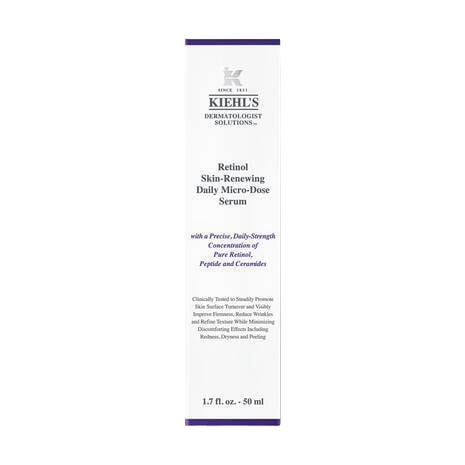 K
SINCE 1851
KIEHL'S
DERMATOLOGIST
SOLUTIONS™
Retinol
Skin-Renewing
Daily Micro-Dose
Serum
with a Precise, Daily-Strength
Concentration of
Pure Retinol,
Peptide and Ceramides
Clinically Tested to Steadily Promote
Skin Surface Turnover and Visibly
Improve Firmness, Reduce Wrinkles
and Refine Texture While Minimizing
Discomforting Effects Including
Redness, Dryness and Peeling
1.7 fl. oz. - 50 ml